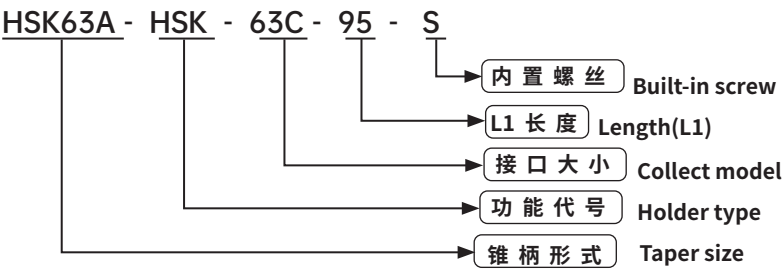 HSK63A - HSK - 63C - 95 - S
内置螺丝 Built-in screw
L1 长度 Length(L1)
接口大小 Collect model
功能代号 Holder type
锥柄形式 Taper size